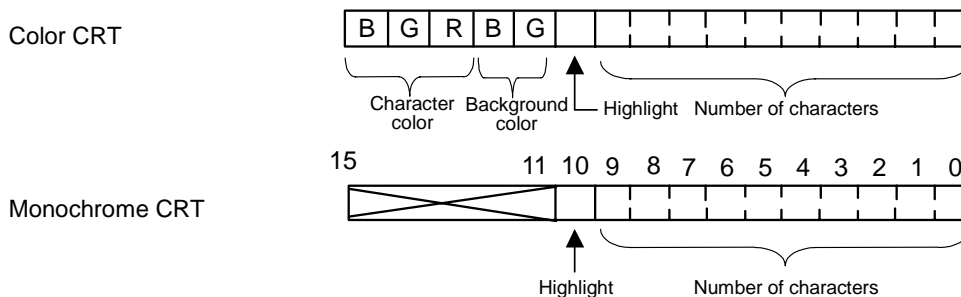 Color CRT
B G R B G
Character color
Background color
Highlight
Number of characters
15 11 10 9 8 7 6 5 4 3 2 1 0
Monochrome CRT
Highlight
Number of characters